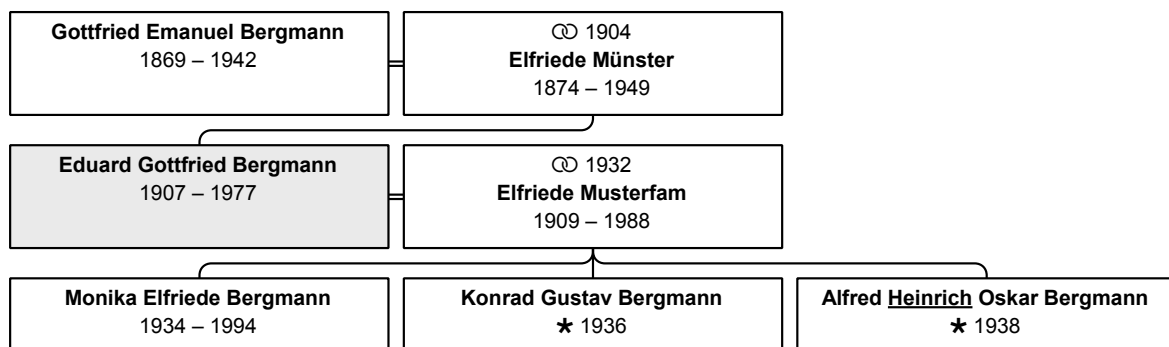 Gottfried Emanuel Bergmann
1869 – 1942
⚭ 1904
Elfriede Münster
1874 – 1949
Eduard Gottfried Bergmann
1907 – 1977
⚭ 1932
Elfriede Musterfam
1909 – 1988
Monika Elfriede Bergmann
1934 – 1994
Konrad Gustav Bergmann
* 1936
Alfred Heinrich Oskar Bergmann
* 1938